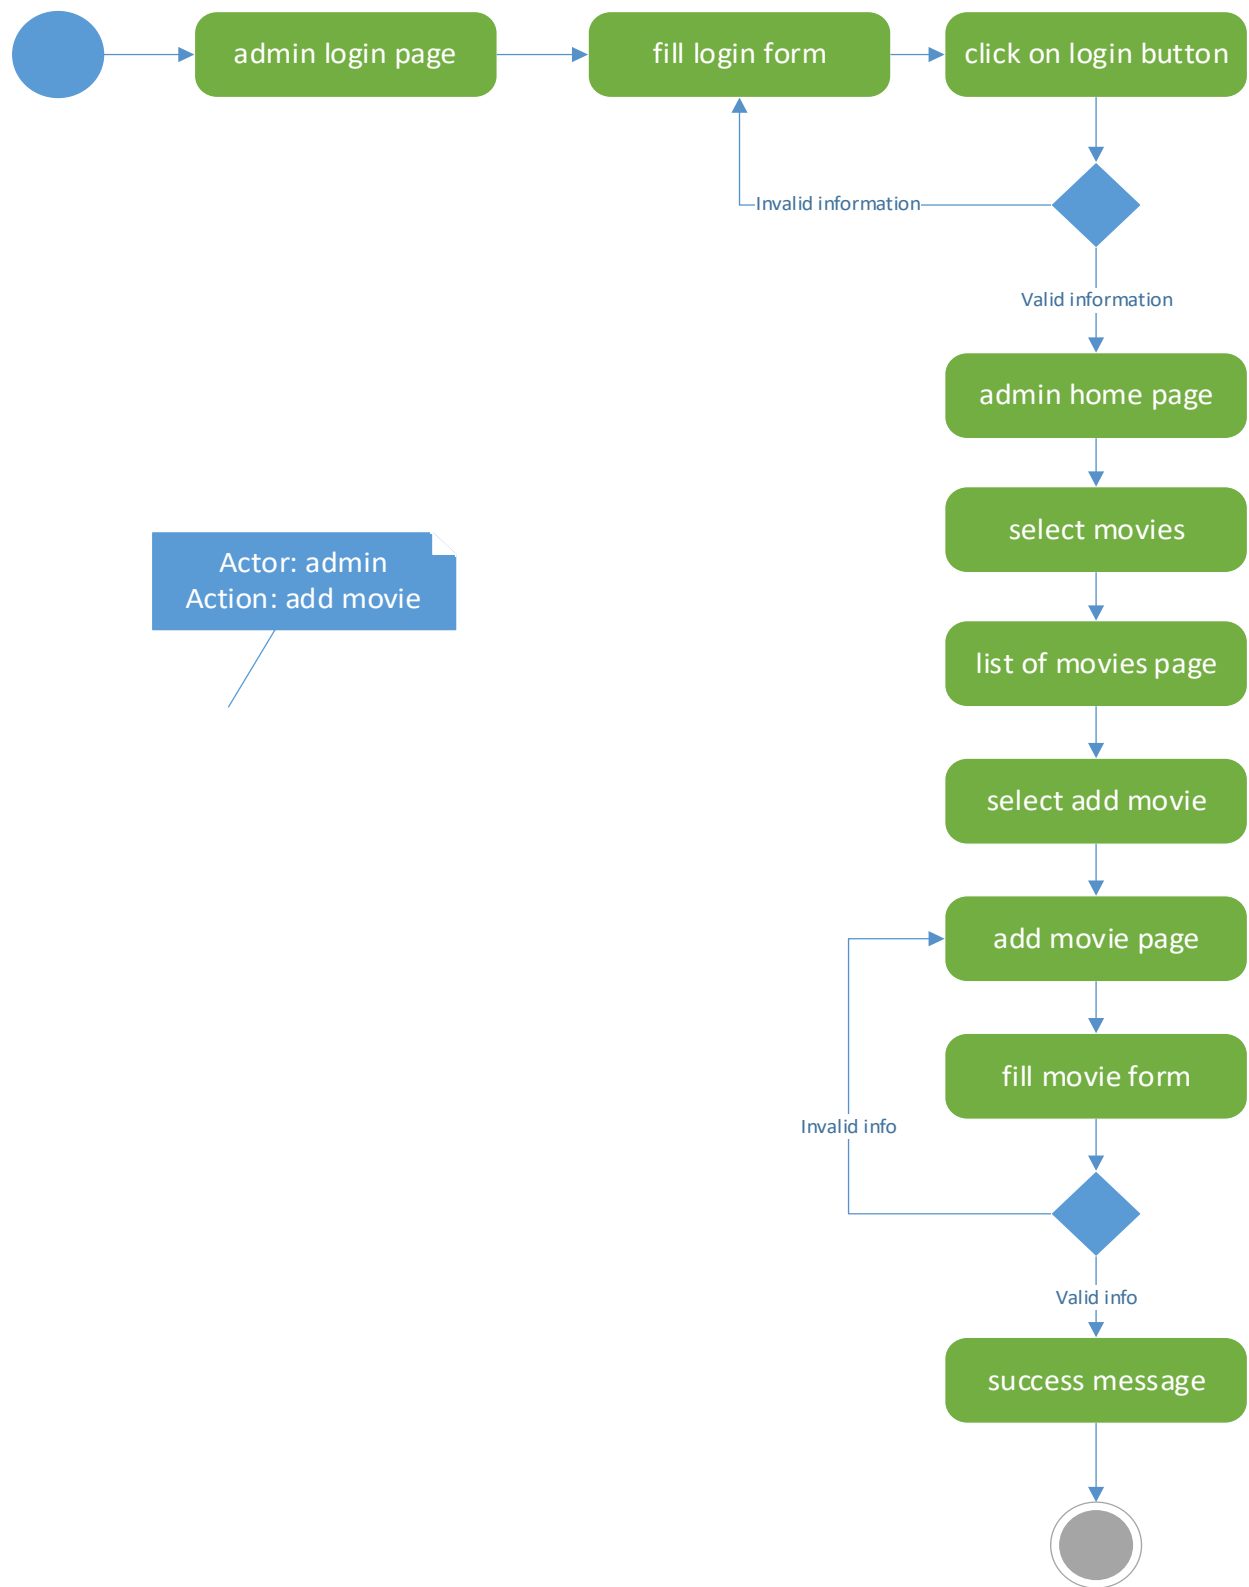 admin login page
fill login form
click on login button
Invalid information
Valid information
admin home page
select movies
Actor: admin
Action: add movie
list of movies page
select add movie
add movie page
fill movie form
Invalid info
Valid info
success message